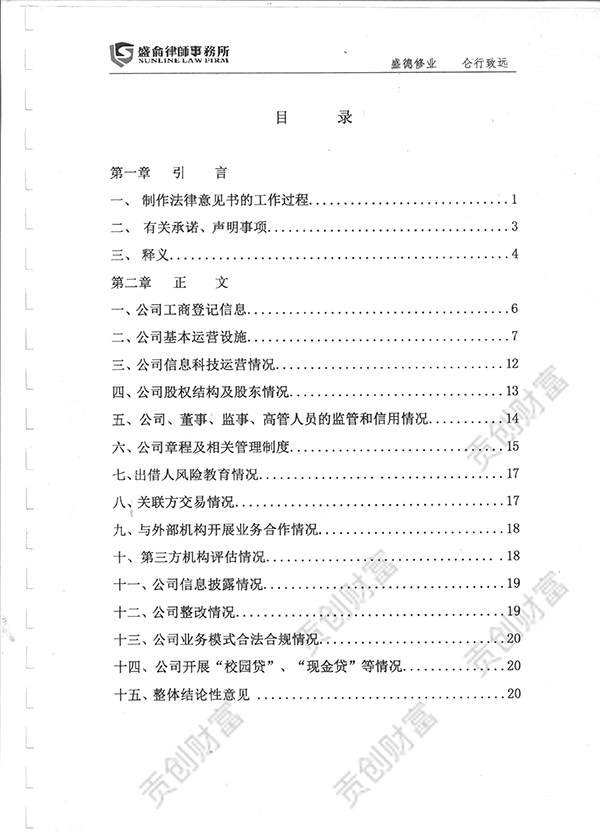 盛俞律師事務所
SUNLINE LAW FIRM
盛德修业 仑行致远
目 录
第一章 引 言
一、 制作法律意见书的工作过程............................1
二、 有关承诺、声明事项..............................3
三、 释义..........................................4
第二章 正 文
一、公司工商登记信息................................6
二、公司基本运营设施................................7
三、公司信息科技运营情况............................12
四、公司股权结构及股东情况..........................13
五、公司、董事、监事、高管人员的监管和信用情况........14
六、公司章程及相关管理制度..........................15
七、出借人风险教育情况..............................17
八、关联方交易情况..................................17
九、与外部机构开展业务合作情况......................18
十、第三方机构评估情况..............................18
十一、公司信息披露情况..............................19
十二、公司整改情况..................................19
十三、公司业务模式合法合规情况......................20
十四、公司开展“校园贷”、“现金贷”等情况............20
十五、整体结论性意见 ..............................20
贡创财富
贡创财富
贡创财富
贡创财富
贡创财富